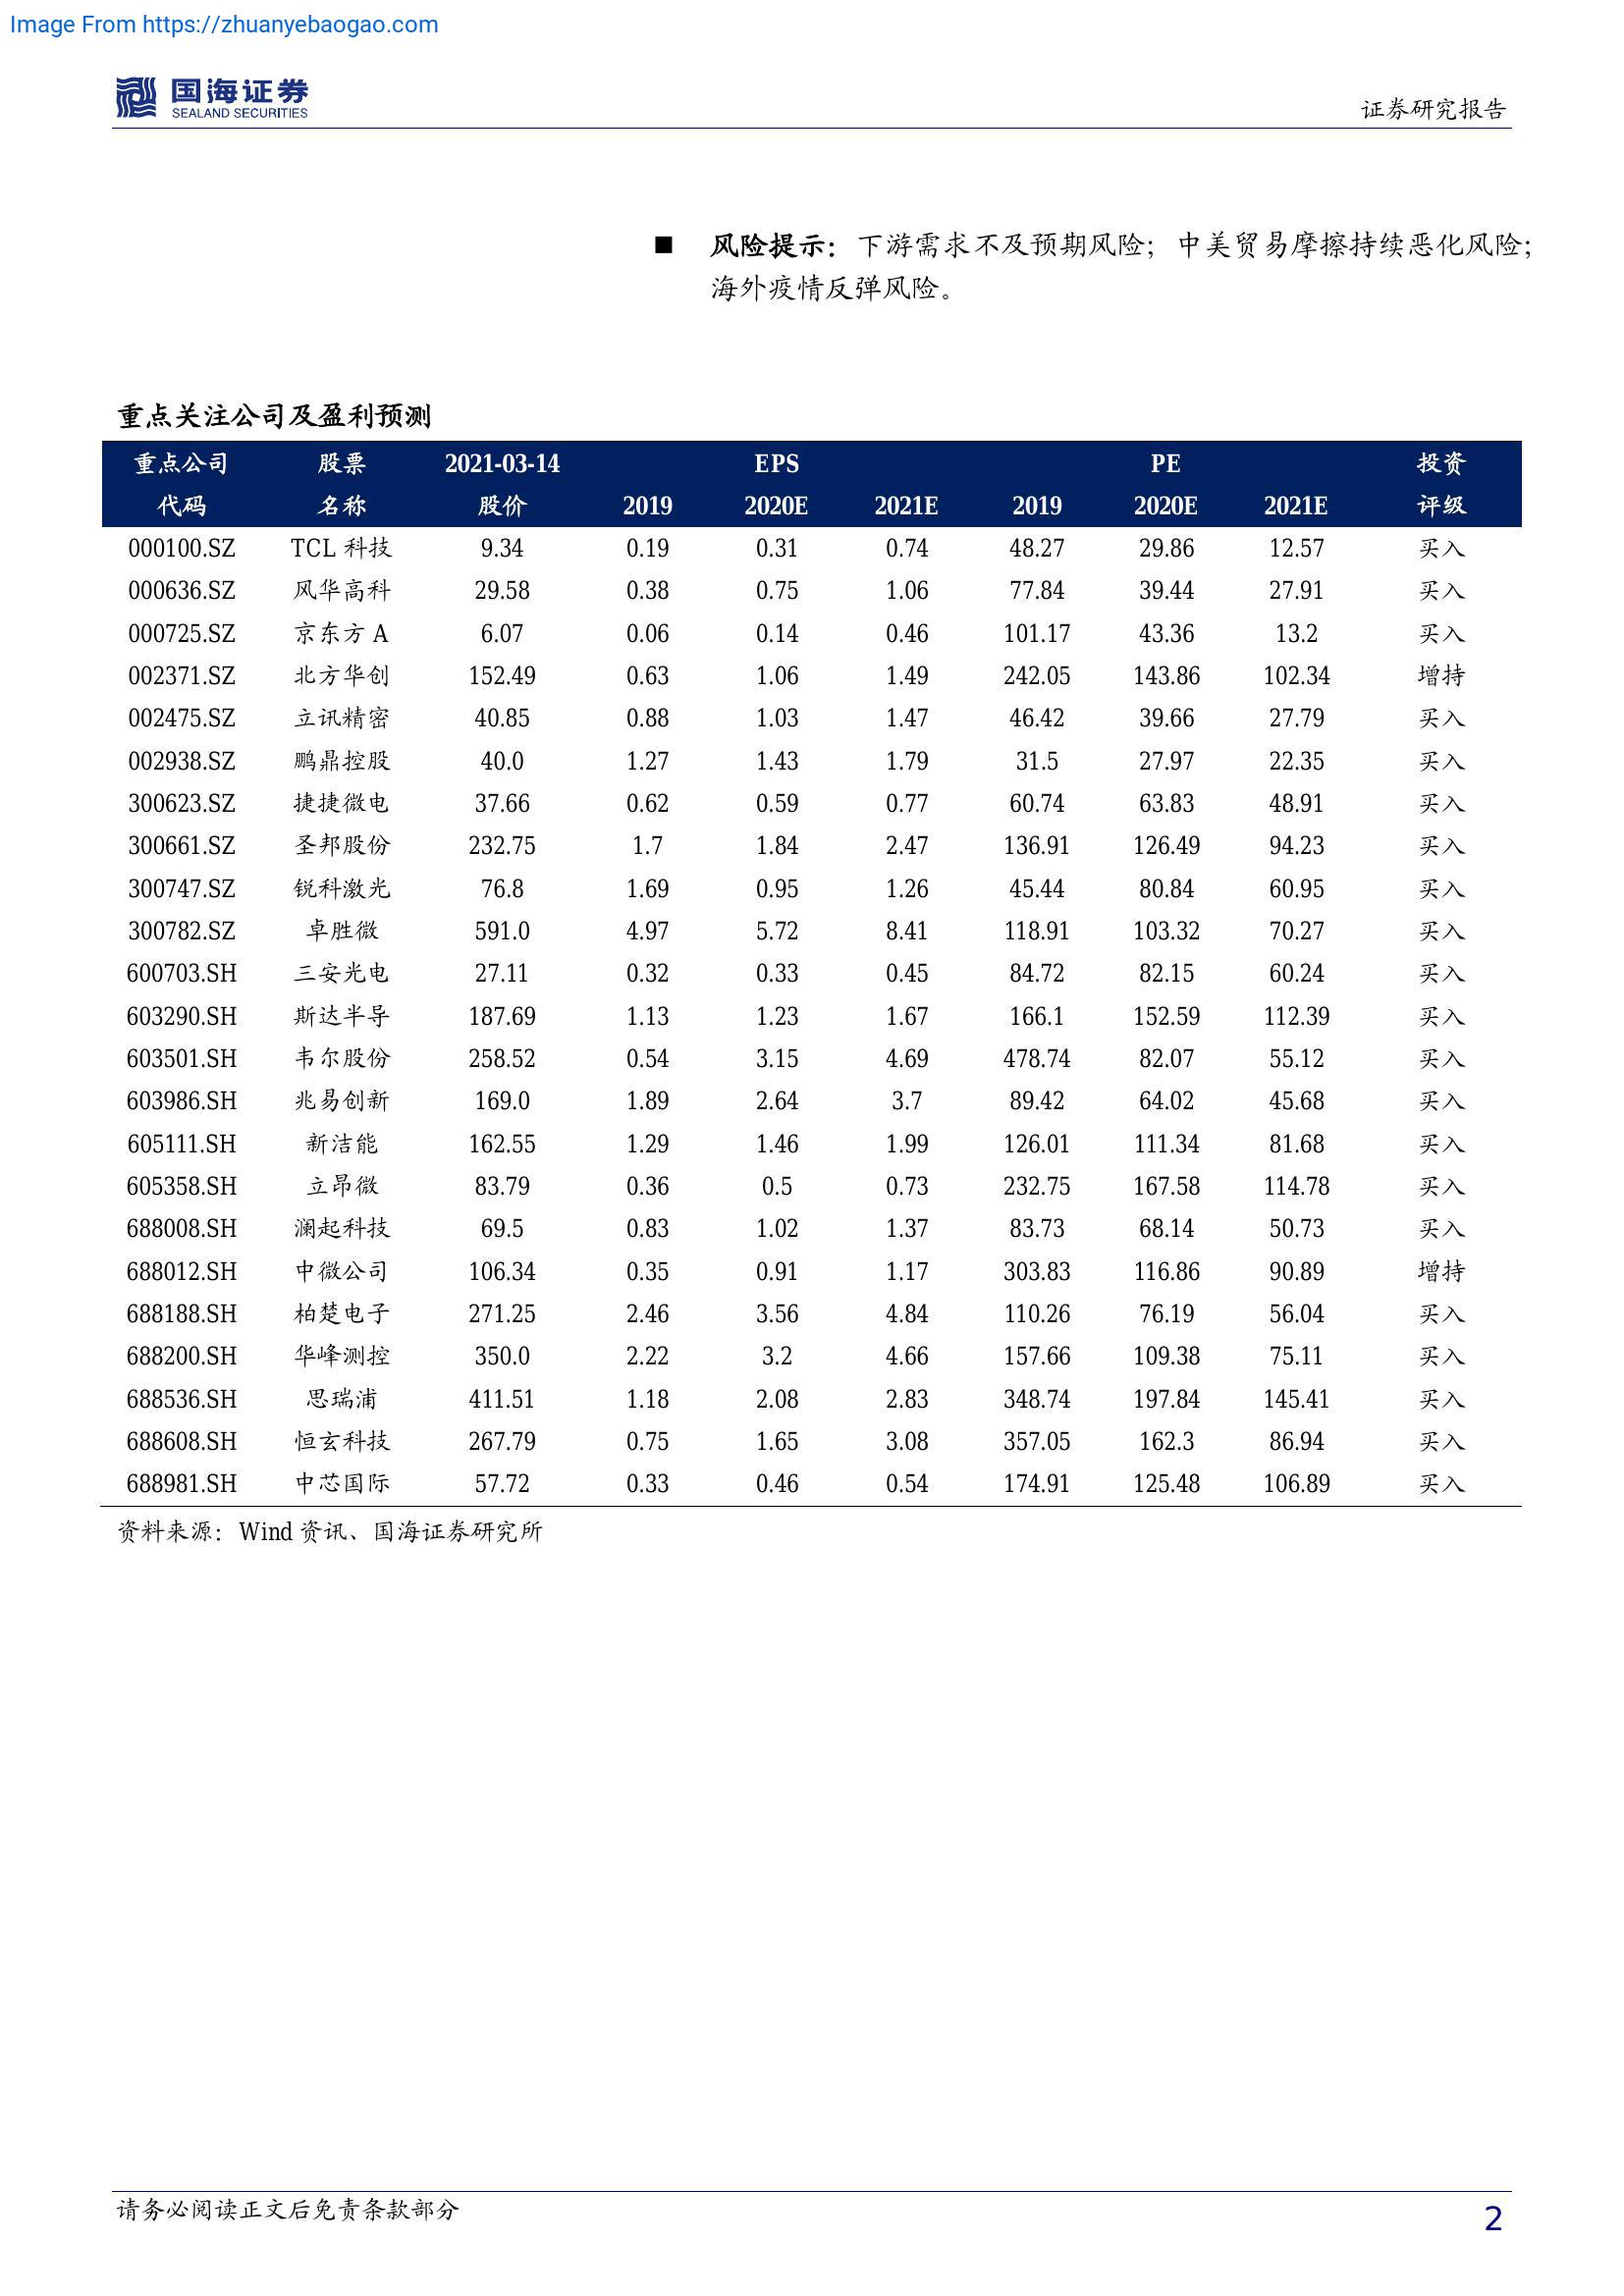 Image From https://zhuanyebaogao.com
国海证券
SEALAND SECURITIES
证券研究报告
■ 风险提示：下游需求不及预期风险；中美贸易摩擦持续恶化风险；
海外疫情反弹风险。
重点关注公司及盈利预测
重点公司 股票 2021-03-14 EPS PE 投资
代码 名称 股价 2019 2020E 2021E 2019 2020E 2021E 评级
000100.SZ TCL 科技 9.34 0.19 0.31 0.74 48.27 29.86 12.57 买入
000636.SZ 风华高科 29.58 0.38 0.75 1.06 77.84 39.44 27.91 买入
000725.SZ 京东方 A 6.07 0.06 0.14 0.46 101.17 43.36 13.2 买入
002371.SZ 北方华创 152.49 0.63 1.06 1.49 242.05 143.86 102.34 增持
002475.SZ 立讯精密 40.85 0.88 1.03 1.47 46.42 39.66 27.79 买入
002938.SZ 鹏鼎控股 40.0 1.27 1.43 1.79 31.5 27.97 22.35 买入
300623.SZ 捷捷微电 37.66 0.62 0.59 0.77 60.74 63.83 48.91 买入
300661.SZ 圣邦股份 232.75 1.7 1.84 2.47 136.91 126.49 94.23 买入
300747.SZ 锐科激光 76.8 1.69 0.95 1.26 45.44 80.84 60.95 买入
300782.SZ 卓胜微 591.0 4.97 5.72 8.41 118.91 103.32 70.27 买入
600703.SH 三安光电 27.11 0.32 0.33 0.45 84.72 82.15 60.24 买入
603290.SH 斯达半导 187.69 1.13 1.23 1.67 166.1 152.59 112.39 买入
603501.SH 韦尔股份 258.52 0.54 3.15 4.69 478.74 82.07 55.12 买入
603986.SH 兆易创新 169.0 1.89 2.64 3.7 89.42 64.02 45.68 买入
605111.SH 新洁能 162.55 1.29 1.46 1.99 126.01 111.34 81.68 买入
605358.SH 立昂微 83.79 0.36 0.5 0.73 232.75 167.58 114.78 买入
688008.SH 澜起科技 69.5 0.83 1.02 1.37 83.73 68.14 50.73 买入
688012.SH 中微公司 106.34 0.35 0.91 1.17 303.83 116.86 90.89 增持
688188.SH 柏楚电子 271.25 2.46 3.56 4.84 110.26 76.19 56.04 买入
688200.SH 华峰测控 350.0 2.22 3.2 4.66 157.66 109.38 75.11 买入
688536.SH 思瑞浦 411.51 1.18 2.08 2.83 348.74 197.84 145.41 买入
688608.SH 恒玄科技 267.79 0.75 1.65 3.08 357.05 162.3 86.94 买入
688981.SH 中芯国际 57.72 0.33 0.46 0.54 174.91 125.48 106.89 买入
资料来源：Wind 资讯、国海证券研究所
请务必阅读正文后免责条款部分
2